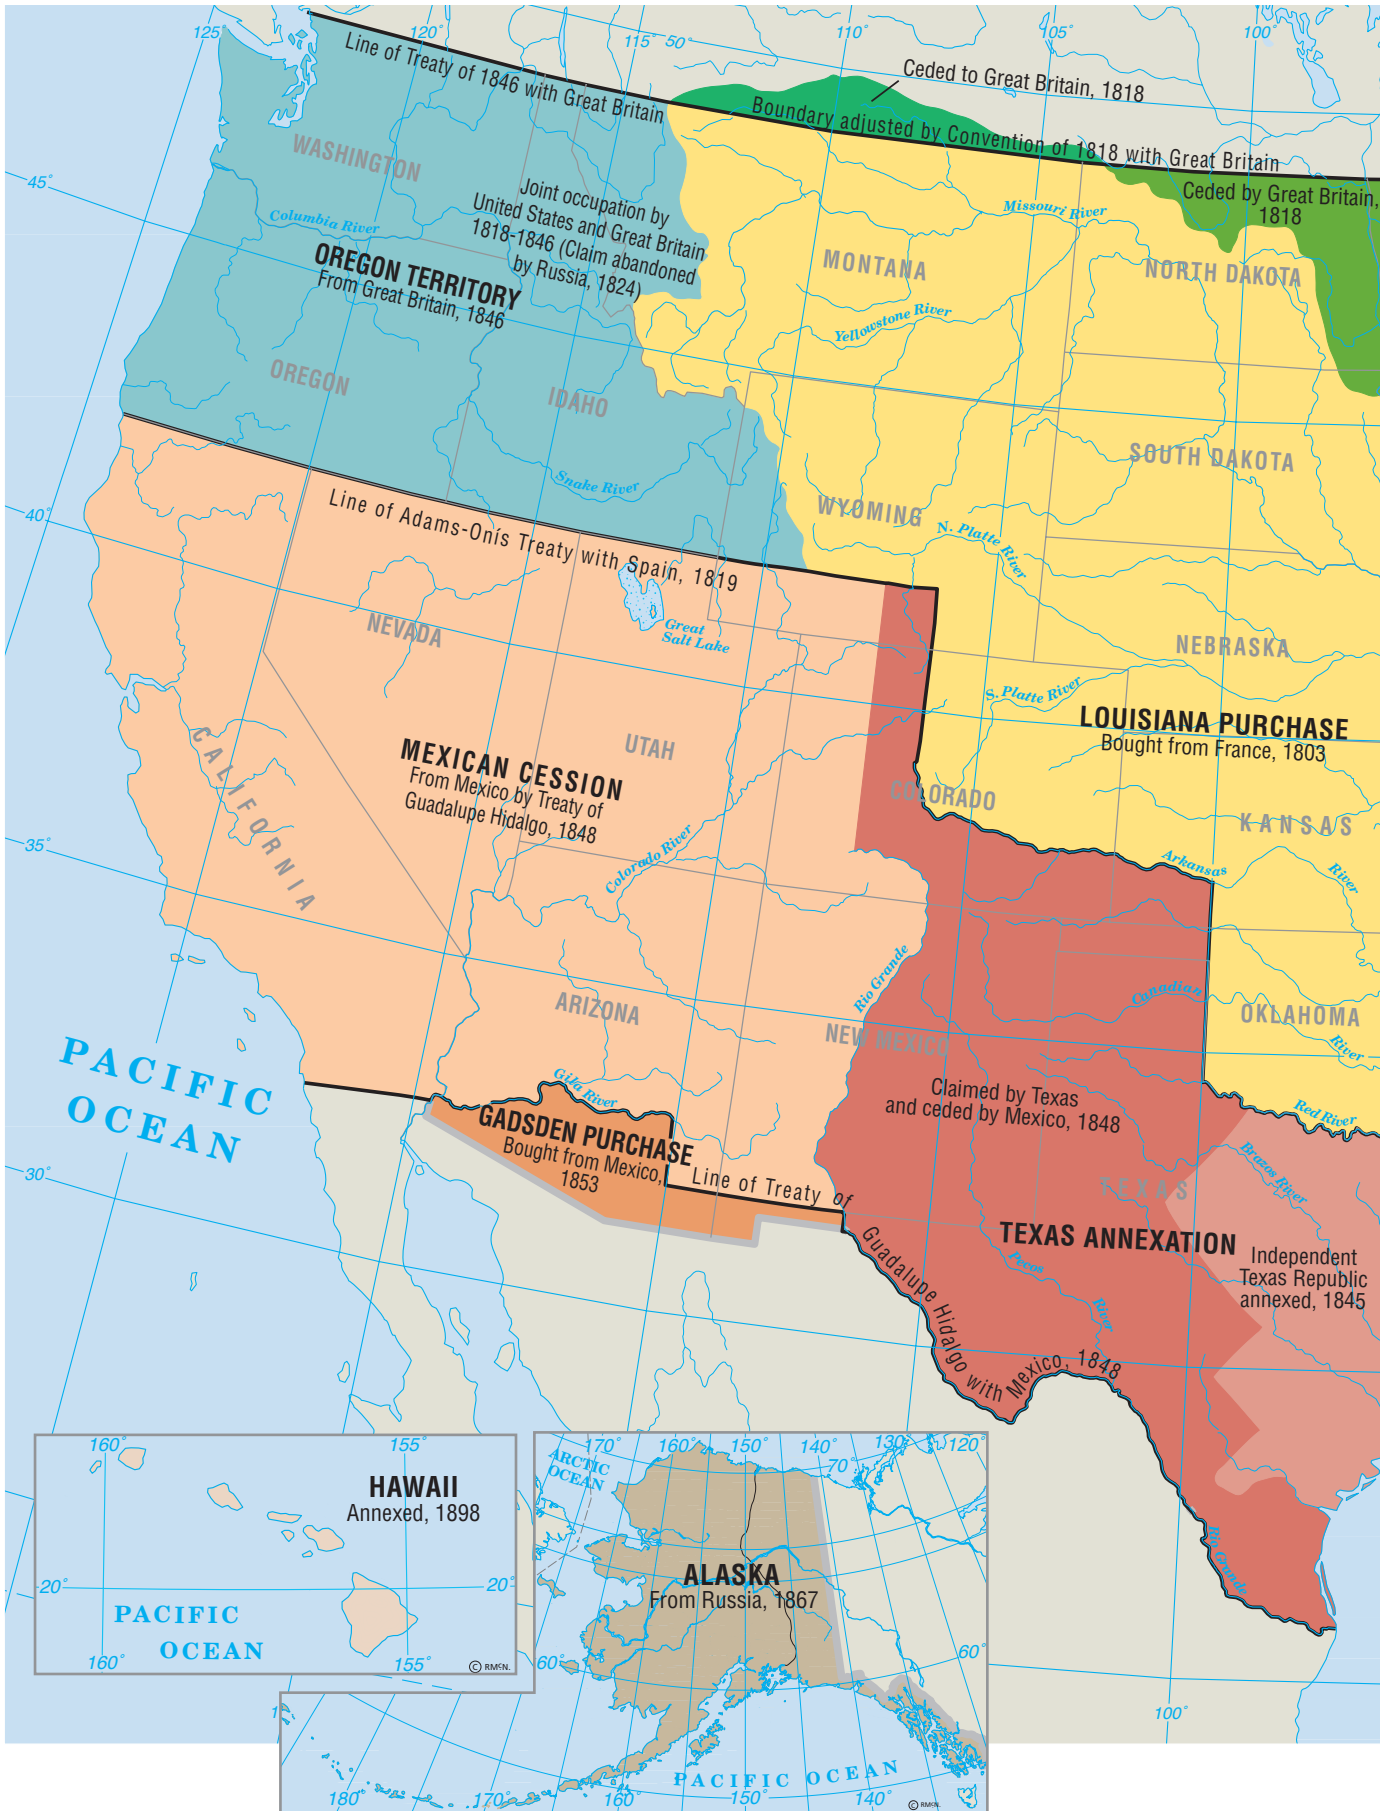 125°
120°
115°
50°
110°
105°
100°
Line of Treaty of 1846 with Great Britain
Ceded to Great Britain, 1818
Boundary adjusted by Convention of 1818 with Great Britain
Ceded by Great Britain,
1818
WASHINGTON
45°
Joint occupation by
United States and Great Britain
1818-1846 (Claim abandoned
by Russia, 1824)
Columbia River
Missouri River
OREGON TERRITORY
From Great Britain, 1846
MONTANA
NORTH DAKOTA
Yellowstone River
OREGON
IDAHO
SOUTH DAKOTA
Snake River
WYOMING
40°
Line of Adams-Onís Treaty with Spain, 1819
N. Platte
River
NEVADA
Great
Salt Lake
NEBRASKA
S. Platte River
LOUISIANA PURCHASE
Bought from France, 1803
CALIFORNIA
UTAH
MEXICAN CESSION
From Mexico by Treaty of
Guadalupe Hidalgo, 1848
COLORADO
KANSAS
35°
Colorado River
Arkansas
River
Rio Grande
ARIZONA
NEW MEXICO
Canadian
River
OKLAHOMA
PACIFIC
OCEAN
Gila River
Claimed by Texas
and ceded by Mexico, 1848
Red River
GADSDEN PURCHASE
Bought from Mexico,
1853
Brazos River
30°
Line of Treaty of
Guadalupe Hidalgo with Mexico, 1848
TEXAS
TEXAS ANNEXATION
Independent
Texas Republic
annexed, 1845
Pecos
River
Rio Grande
100°
160°
155°
HAWAII
Annexed, 1898
20°
20°
PACIFIC
OCEAN
160°
155°
© RMCN.
ARCTIC
OCEAN
170°
160°
150°
140°
130°
120°
70°
ALASKA
From Russia, 1867
60°
60°
PACIFIC OCEAN
180°
170°
160°
150°
140°
© RMCN.